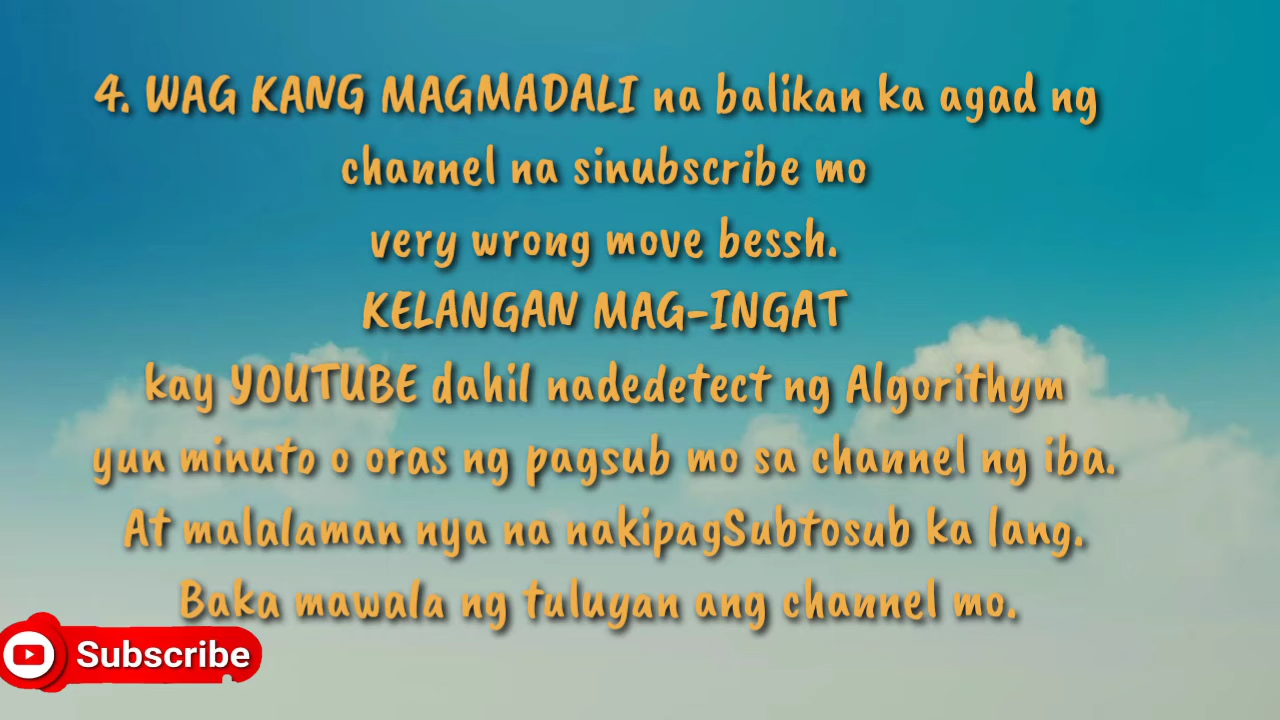 4. WAG KANG MAGMADALI na balikan ka agad ng
channel na sinubscribe mo
very wrong move bessh.
KELANGAN MAG-INGAT
kay YOUTUBE dahil nadedetect ng Algorithym
yun minuto o oras ng pagsub mo sa channel ng iba.
At malalaman nya na nakipagSubtosub ka lang.
Baka mawala ng tuluyan ang channel mo.
Subscribe